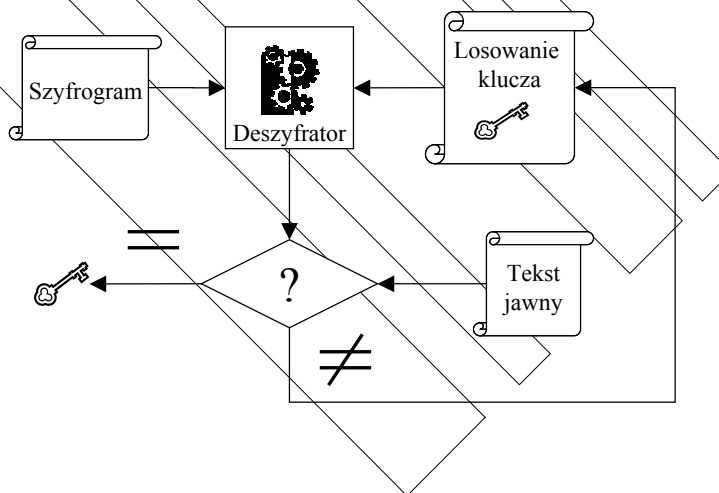 Szyfrogram
Deszyfrator
Losowanie
klucza
=
?
Tekst
jawny
≠